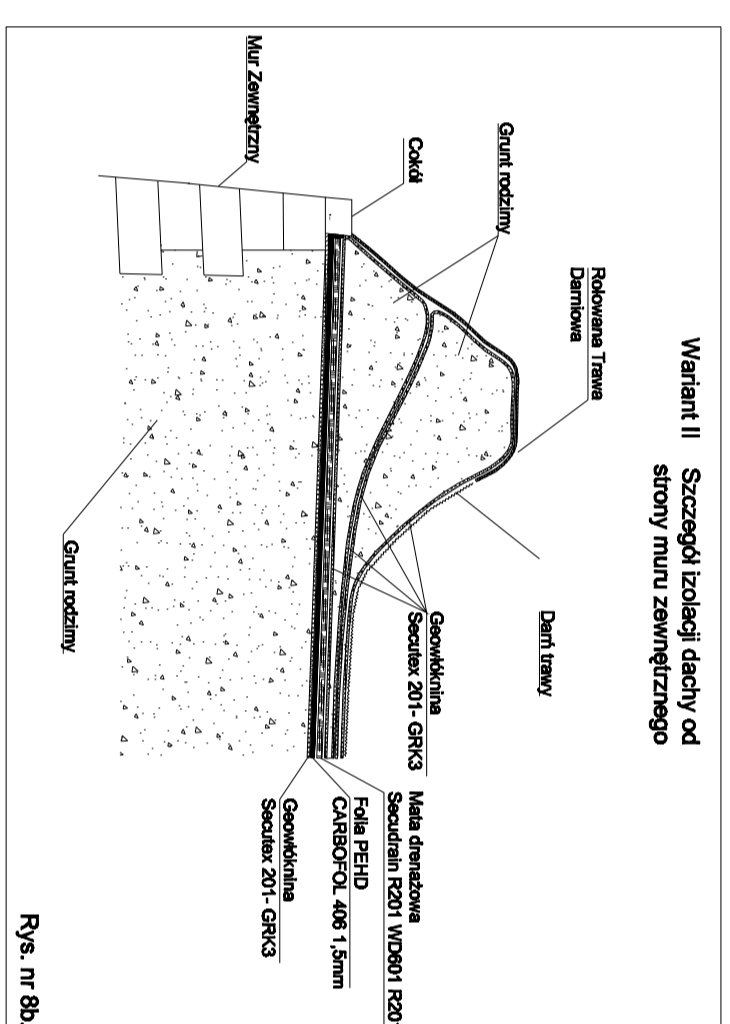 Wariant II Szczegół izolacji dachy od
strony muru zewnętrznego
Rolowana Trawa
Darniowa
Grunt rodzimy
Cokół
Mur Zewnętrzny
Darń trawy
Geowłóknina
Secutex 201- GRK3
Mata drenażowa
Secudrain R201 WD601 R201
Folia PEHD
CARBOFOL 406 1,5mm
Geowłóknina
Secutex 201- GRK3
Grunt rodzimy
Rys. nr 8b.